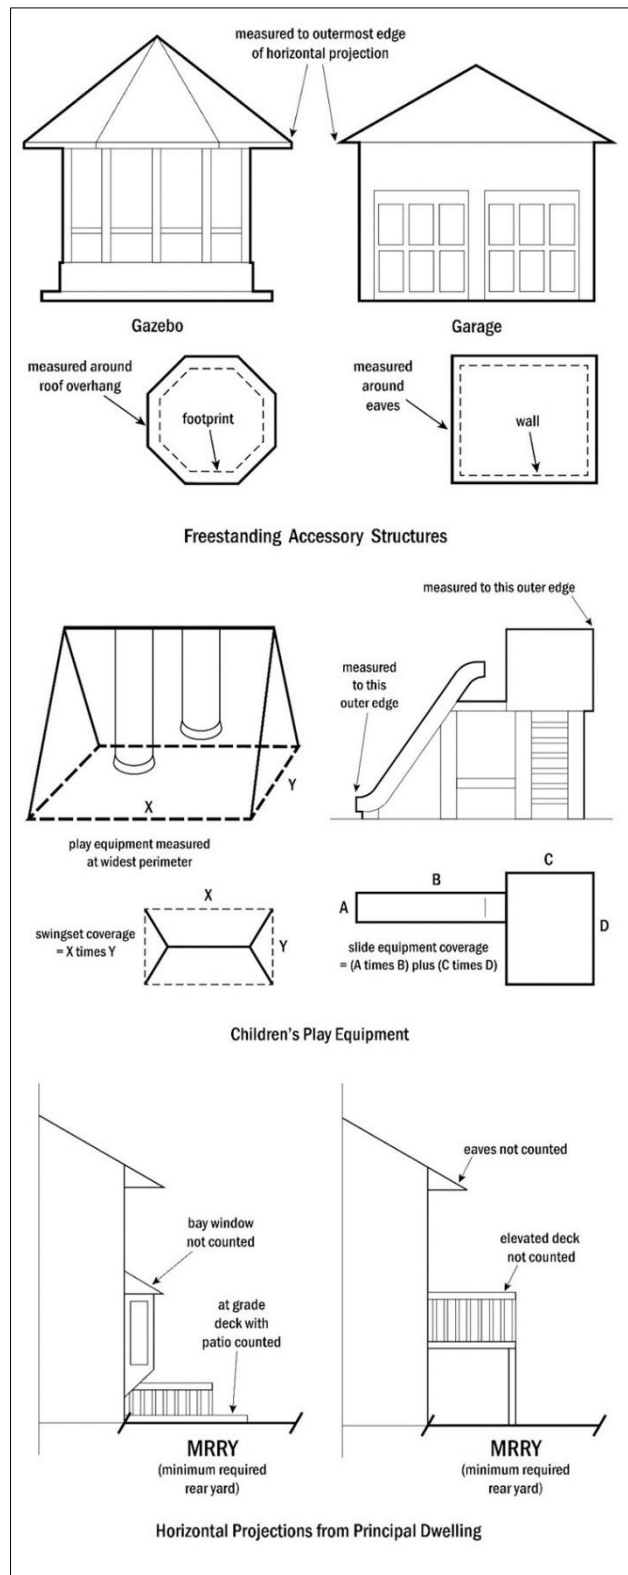 measured to outermost edge
of horizontal projection
Gazebo
Garage
measured around
roof overhang
footprint
measured
around
eaves
wall
Freestanding Accessory Structures
measured to this outer edge
measured
to this
outer edge
X
Y
play equipment measured
at widest perimeter
X
Y
swingset coverage
= X times Y
A
B
C
D
slide equipment coverage
= (A times B) plus (C times D)
Children's Play Equipment
bay window
not counted
at grade
deck with
patio counted
MRRY
(minimum required
rear yard)
eaves not counted
elevated deck
not counted
MRRY
(minimum required
rear yard)
Horizontal Projections from Principal Dwelling